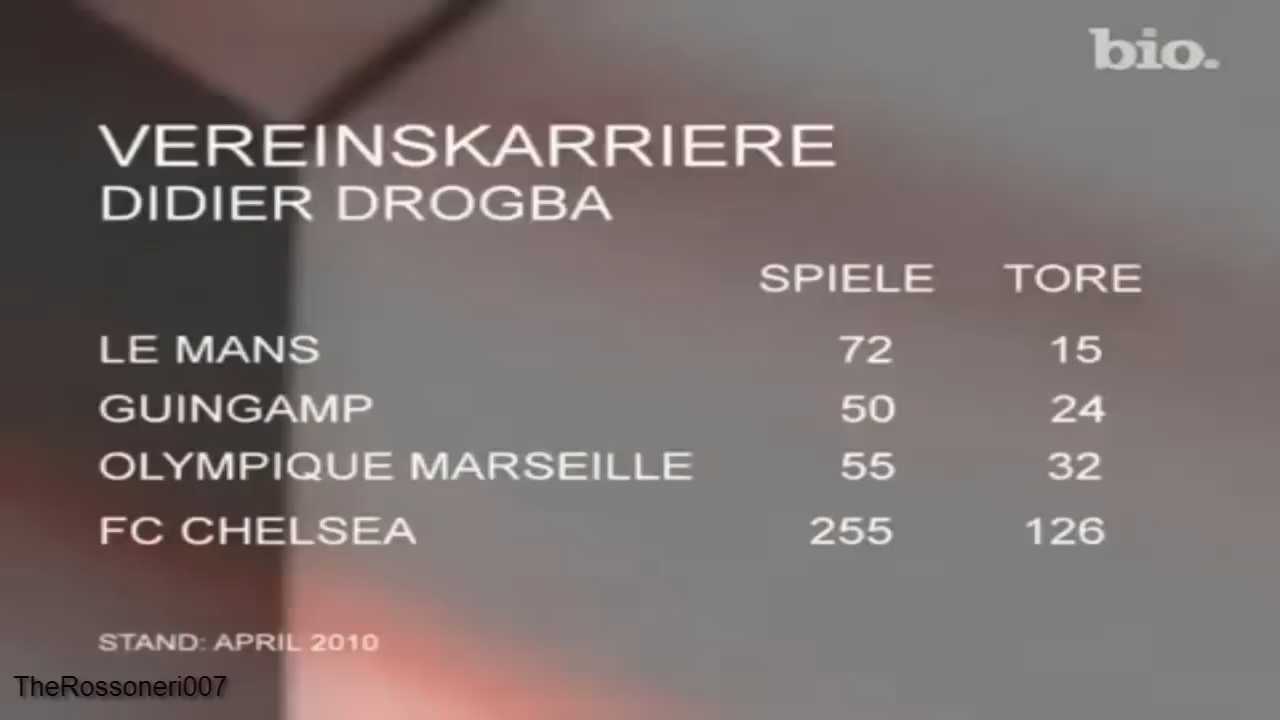 bio.
VEREINSKARRIERE
DIDIER DROGBA
SPIELE TORE
LE MANS 72 15
GUINGAMP 50 24
OLYMPIQUE MARSEILLE 55 32
FC CHELSEA 255 126
STAND: APRIL 2010
TheRossoneri007